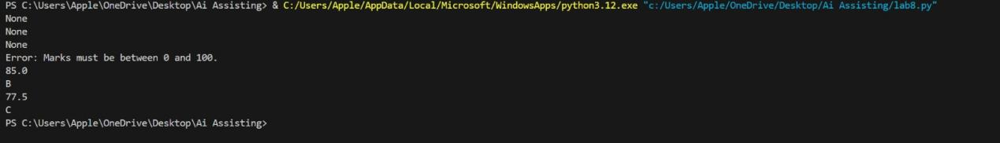 PS C:\Users\Apple\OneDrive\Desktop\Ai Assisting> & C:/Users/Apple/AppData/Local/Microsoft/WindowsApps/python3.12.exe "c:/Users/Apple/OneDrive/Desktop/Ai Assisting/lab8.py"
None
None
None
Error: Marks must be between 0 and 100.
85.0
B
77.5
C
PS C:\Users\Apple\OneDrive\Desktop\Ai Assisting>